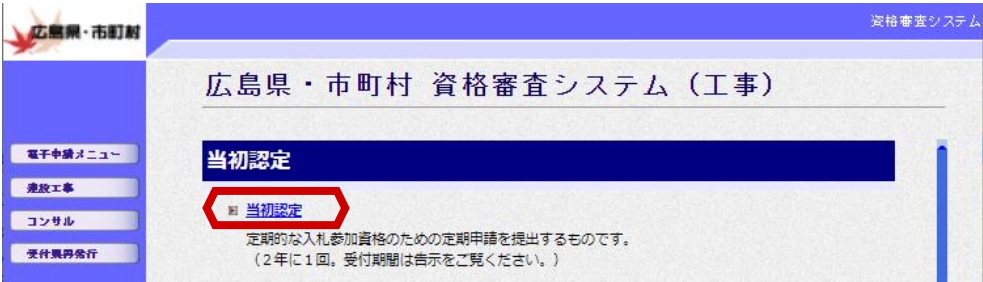 広島県・市町村
資格審査システム
広島県・市町村 資格審査システム（工事）
電子申請メニュー
建設工事
コンサル
受付票再発行
当初認定
当初認定
定期的な入札参加資格のための定期申請を提出するものです。
（２年に１回。受付期間は告示をご覧ください。）